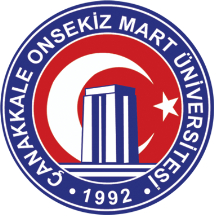 ÇANAKKALE ONSEKİZ MART ÜNİVERSİTESİ
• 1992 •